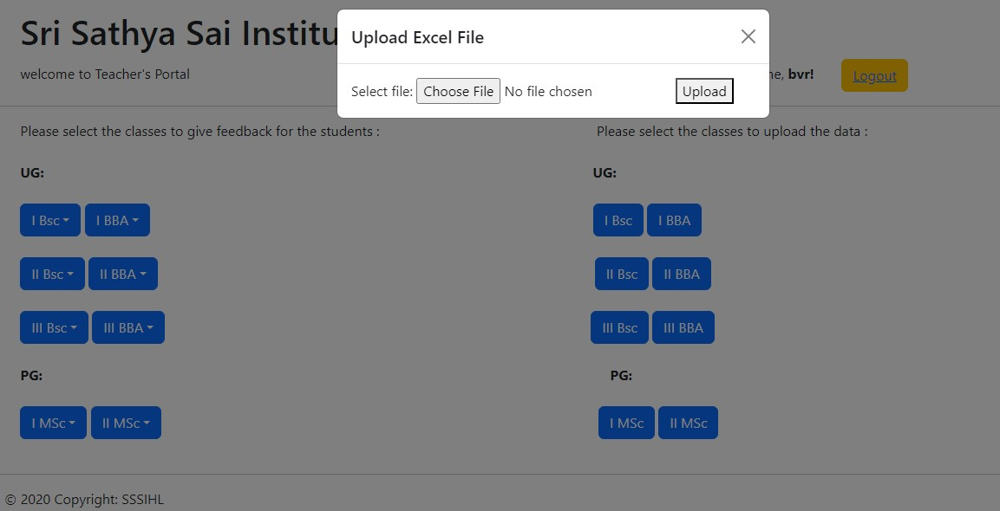 Sri Sathya Sai Institu
Upload Excel File
welcome to Teacher's Portal
bvr!
Logout
Select file: Choose File No file chosen Upload
Please select the classes to give feedback for the students :
Please select the classes to upload the data :
UG:
UG:
I Bsc I BBA
I Bsc I BBA
II Bsc II BBA
II Bsc II BBA
III Bsc III BBA
III Bsc III BBA
PG:
PG:
I MSc II MSc
I MSc II MSc
© 2020 Copyright: SSSIHL